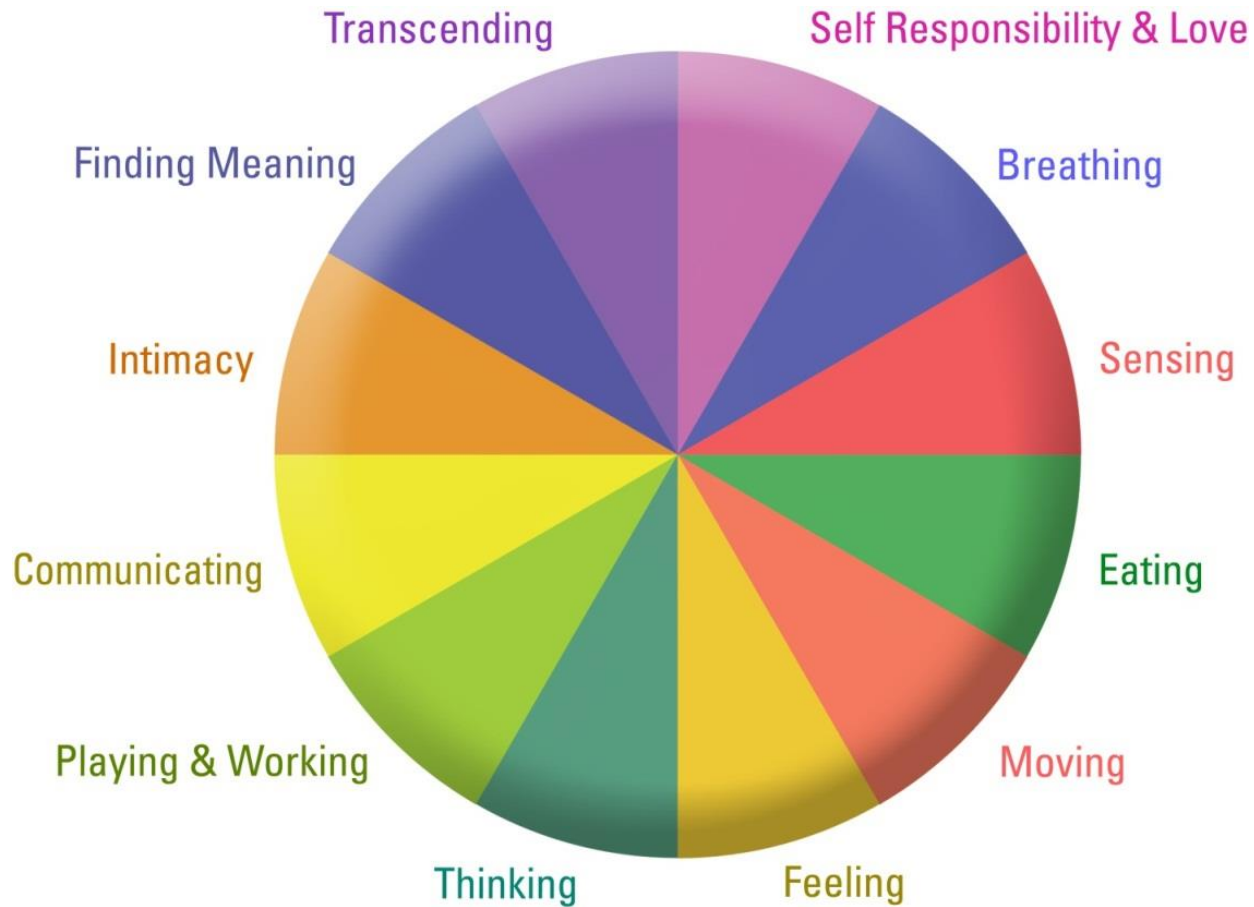 Transcending
Self Responsibility & Love
Finding Meaning
Breathing
Intimacy
Sensing
Communicating
Eating
Playing & Working
Moving
Thinking
Feeling